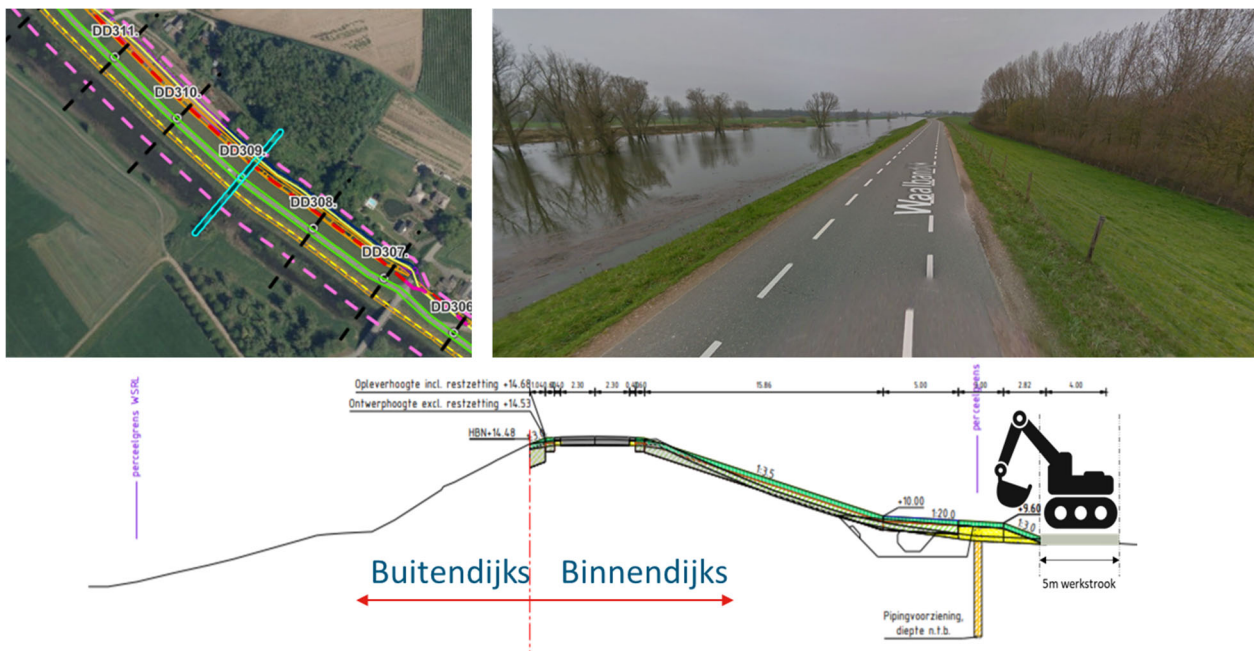 DD311.
DD310.
DD309.
DD308.
DD307.
DD306
Waalbandijk
Opleverhoogte incl. restzetting +14.68
Ontwerphoogte excl. restzetting +14.53
HBN+14.48
2.30
2.30
15.86
5.00
2.82
4.00
perceelgrens WSRL
perceelgrens
1:3.5
+10.00
1:20.0
+9.60
1:3.0
Buitendijks
Binnendijks
5m werkstrook
Pipingvoorziening,
diepte n.t.b.